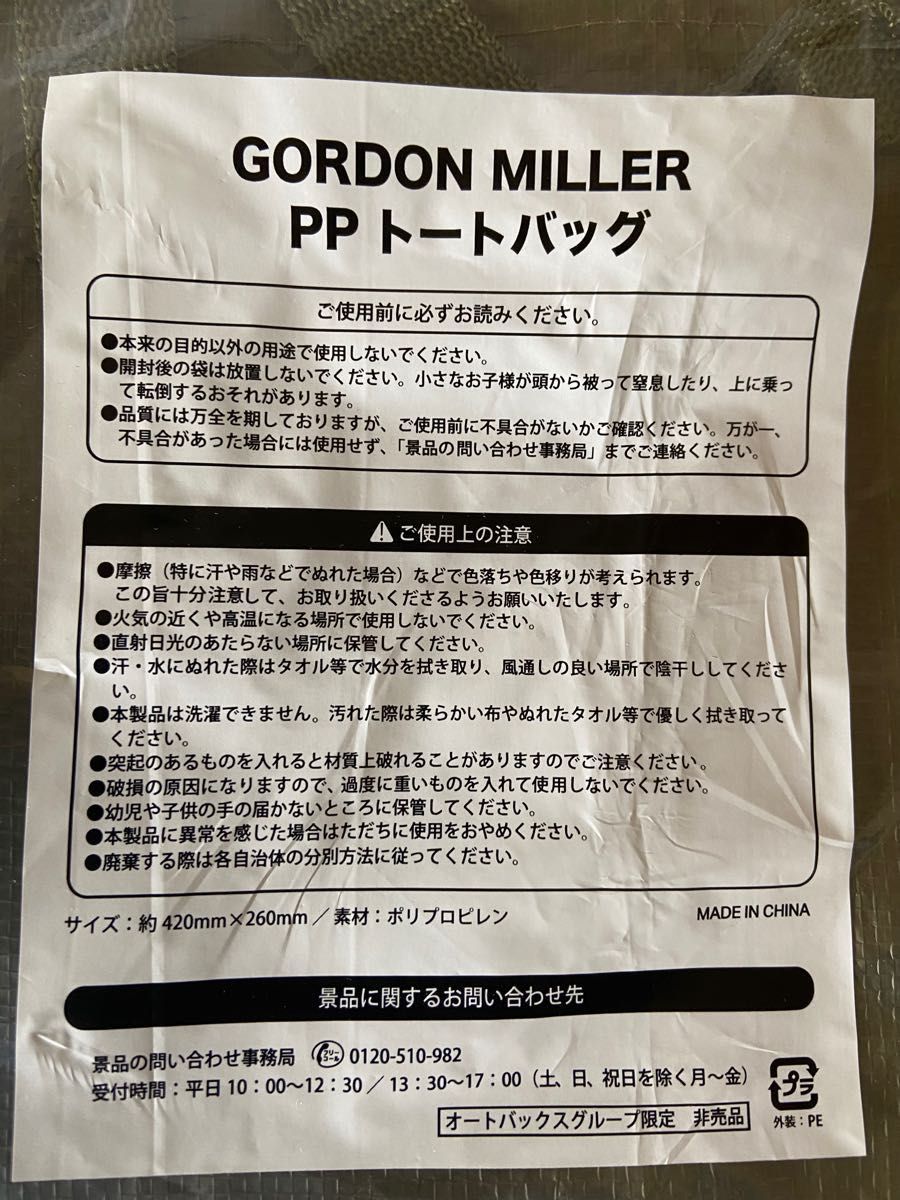 GORDON MILLER
PP トートバッグ
ご使用前に必ずお読みください。
●本来の目的以外の用途で使用しないでください。
●開封後の袋は放置しないでください。小さなお子様が頭から被って窒息したり、上に乗っ
て転倒するおそれがあります。
●品質には万全を期しておりますが、ご使用前に不具合がないかご確認ください。万が一、
不具合があった場合には使用せず、「景品の問い合わせ事務局」までご連絡ください。
⚠ご使用上の注意
●摩擦（特に汗や雨などでぬれた場合）などで色落ちや色移りが考えられます。
この旨十分注意して、お取り扱いくださるようお願いいたします。
●火気の近くや高温になる場所で使用しないでください。
●直射日光のあたらない場所に保管してください。
●汗・水にぬれた際はタオル等で水分を拭き取り、風通しの良い場所で陰干ししてくださ
い。
●本製品は洗濯できません。汚れた際は柔らかい布やぬれたタオル等で優しく拭き取って
ください。
●突起のあるものを入れると材質上破れることがありますのでご注意ください。
●破損の原因になりますので、過度に重いものを入れて使用しないでください。
●幼児や子供の手の届かないところに保管してください。
●本製品に異常を感じた場合はただちに使用をおやめください。
●廃棄する際は各自治体の分別方法に従ってください。
サイズ：約 420mm×260mm ／素材：ポリプロピレン
MADE IN CHINA
景品に関するお問い合わせ先
景品の問い合わせ事務局 フリーコール 0120-510-982
受付時間：平日 10：00〜12：30 ／ 13：30〜17：00（土、日、祝日を除く月〜金）
オートバックスグループ限定 非売品
プラ
外装：PE